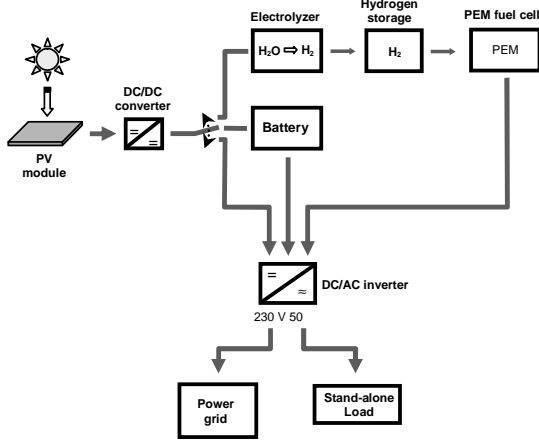 Electrolyzer
Hydrogen
storage
PEM fuel cell
H₂O ⇨ H₂
H₂
PEM
DC/DC
converter
=
=
Battery
PV
module
=
≈
DC/AC inverter
230 V 50
Power
grid
Stand-alone
Load